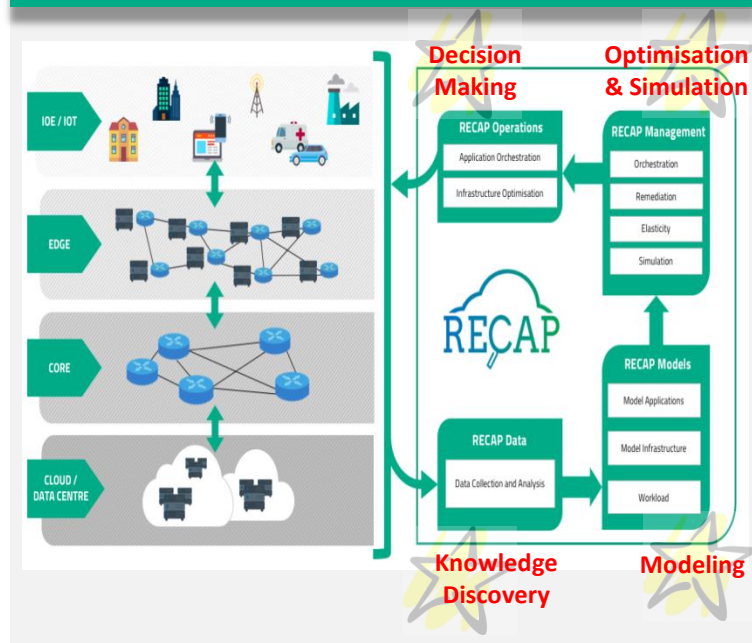 IOE / IOT
EDGE
CORE
CLOUD /
DATA CENTRE
Decision
Making
Optimisation
& Simulation
RECAP Operations
Application Orchestration
Infrastructure Optimisation
RECAP Management
Orchestration
Remediation
Elasticity
Simulation
RECAP
RECAP Models
Model Applications
Model Infrastructure
Workload
RECAP Data
Data Collection and Analysis
Knowledge
Discovery
Modeling